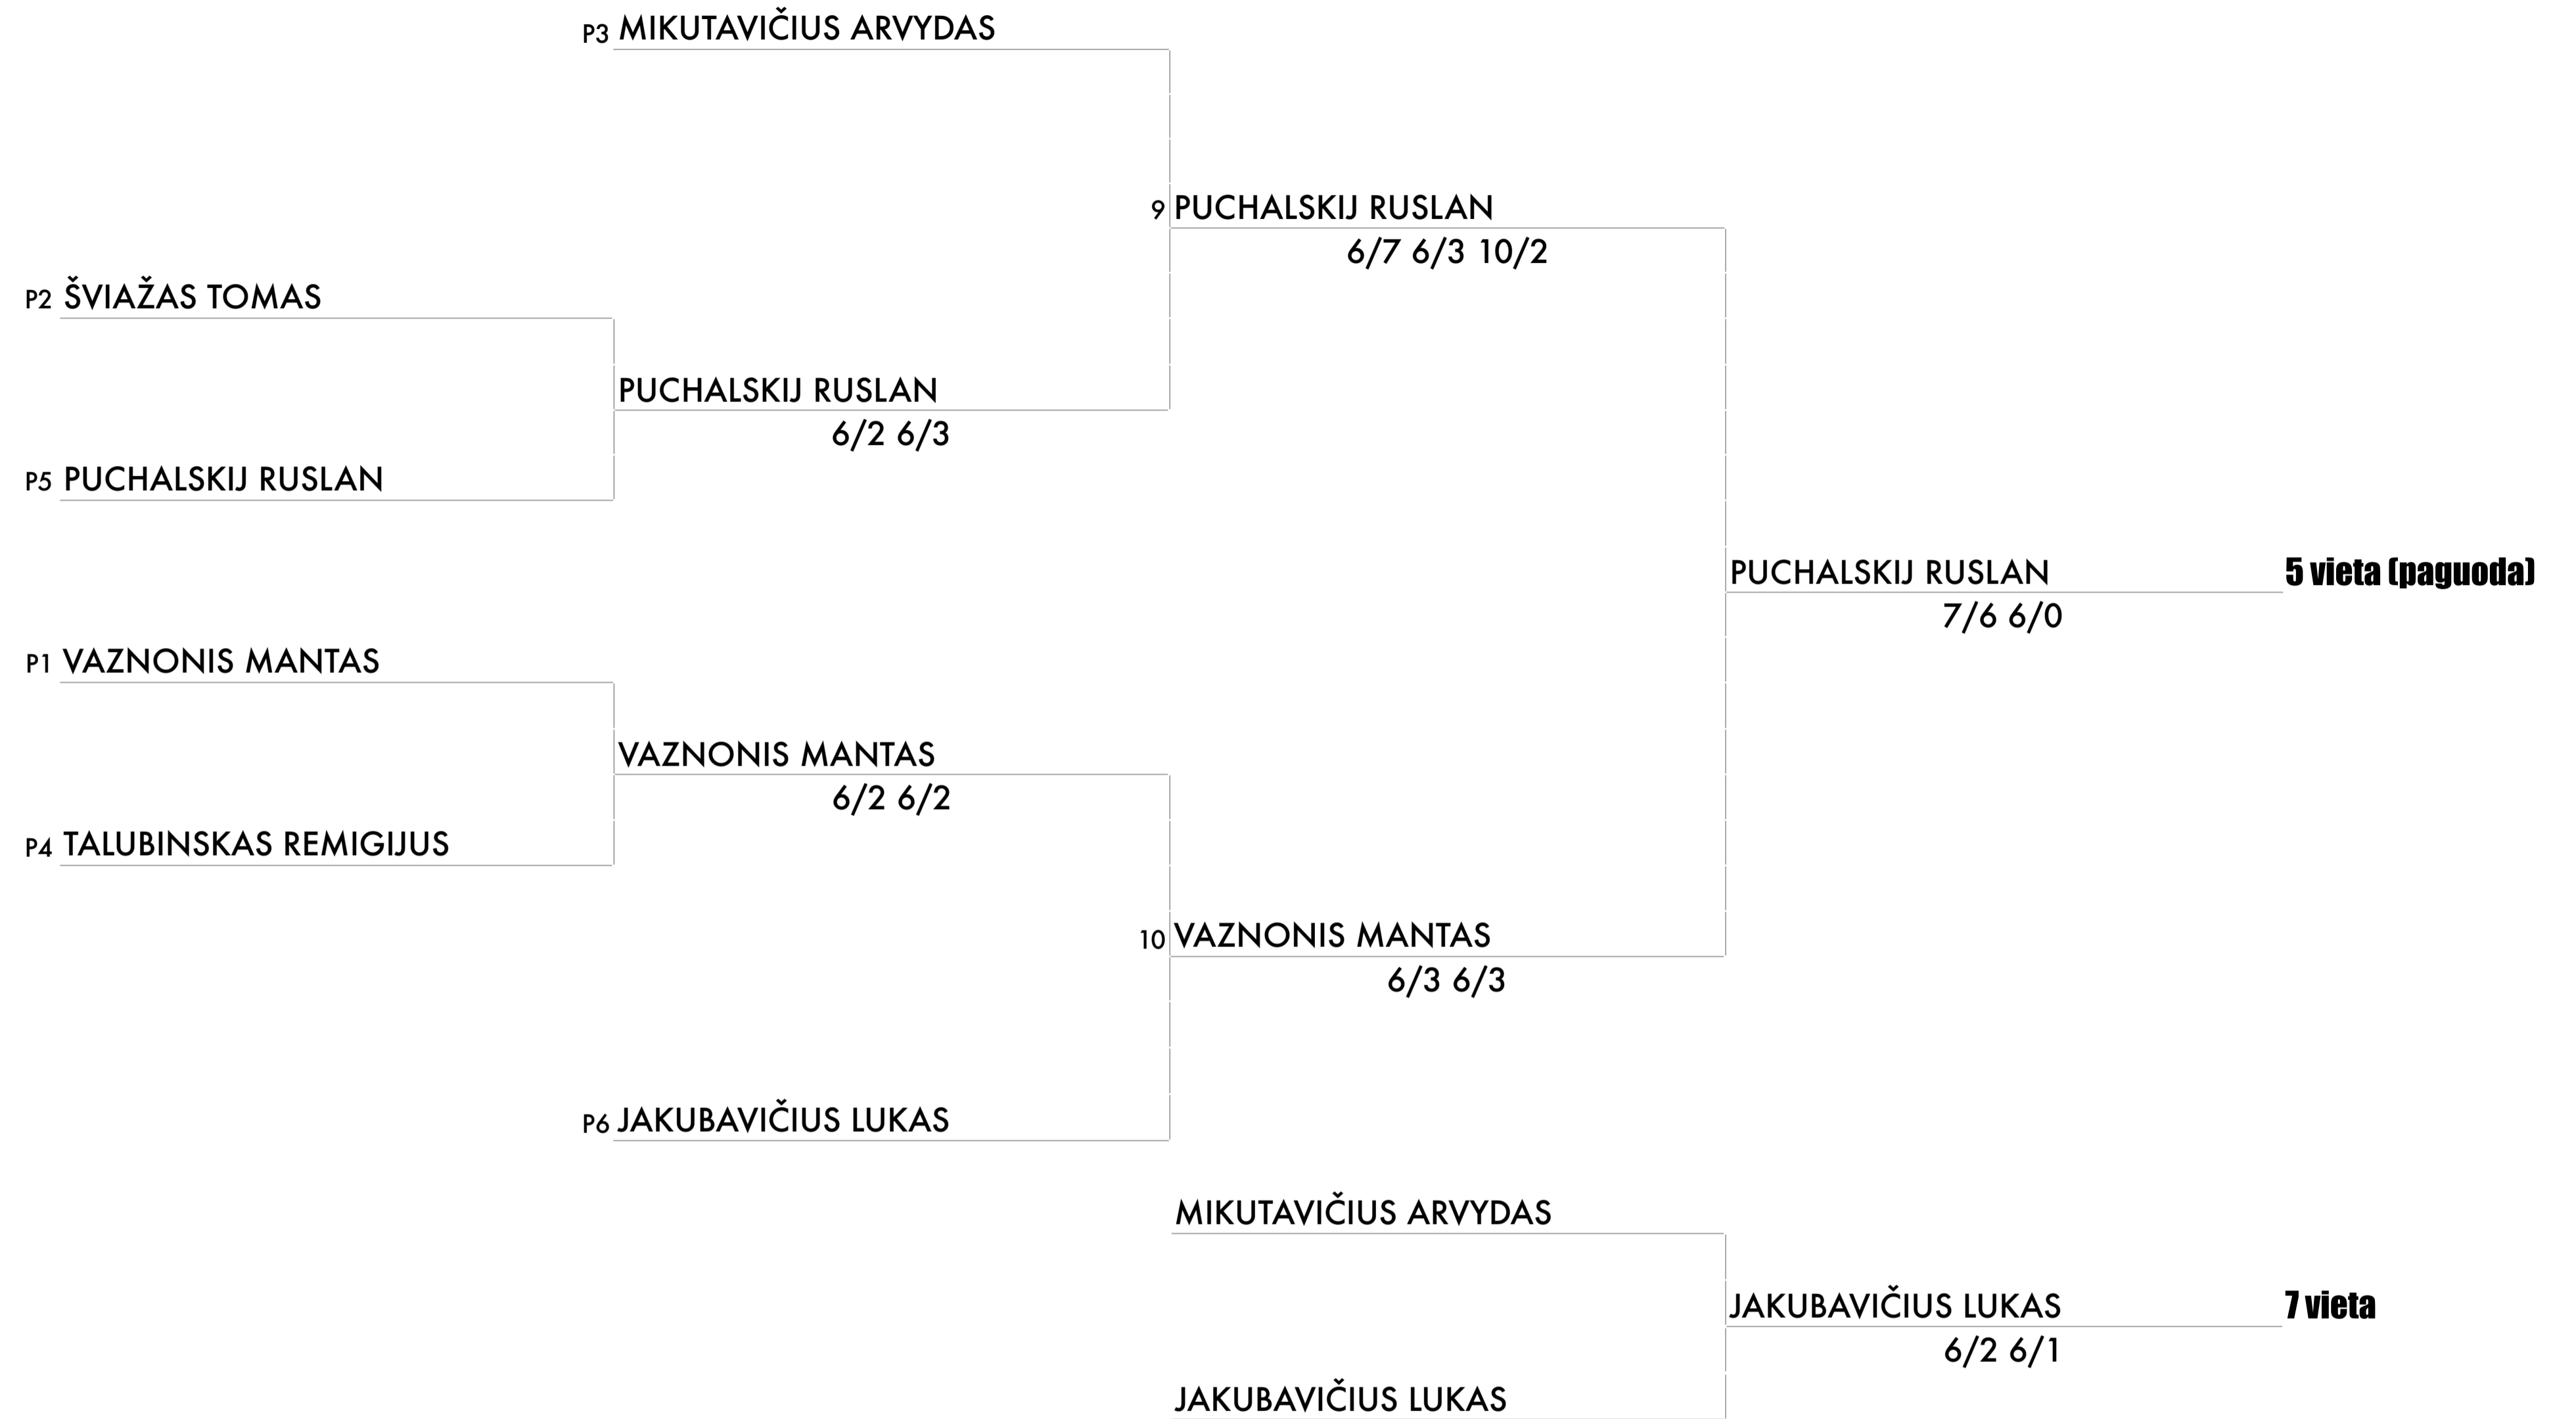 P3 MIKUTAVIČIUS ARVYDAS
9 PUCHALSKIJ RUSLAN
6/7 6/3 10/2
P2 ŠVIAŽAS TOMAS
PUCHALSKIJ RUSLAN
6/2 6/3
P5 PUCHALSKIJ RUSLAN
PUCHALSKIJ RUSLAN 5 vieta (paguoda)
7/6 6/0
P1 VAZNONIS MANTAS
VAZNONIS MANTAS
6/2 6/2
P4 TALUBINSKAS REMIGIJUS
10 VAZNONIS MANTAS
6/3 6/3
P6 JAKUBAVIČIUS LUKAS
MIKUTAVIČIUS ARVYDAS
JAKUBAVIČIUS LUKAS 7 vieta
6/2 6/1
JAKUBAVIČIUS LUKAS